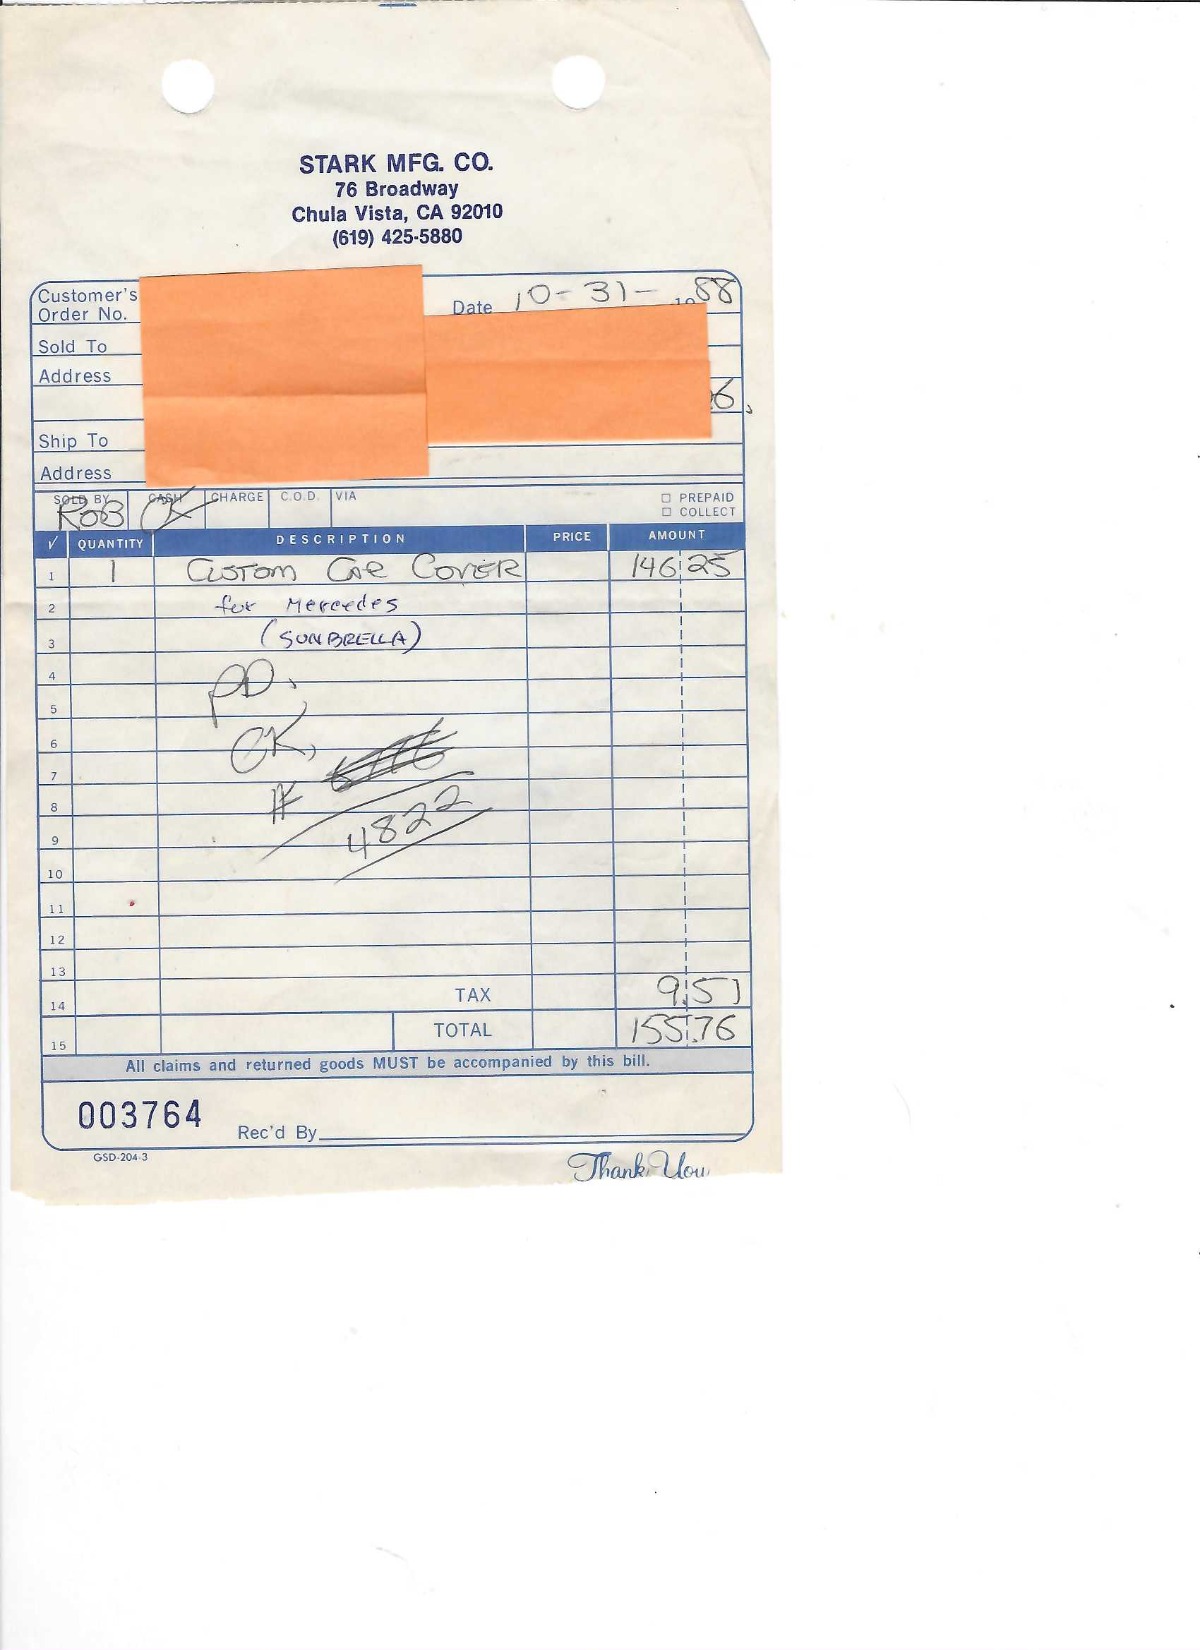 STARK MFG. CO.
76 Broadway
Chula Vista, CA 92010
(619) 425-5880
Customer's
Order No.
Date 10-31- 1988
Sold To
Address
6,
Ship To
Address
SOLD BY CASH CHARGE C.O.D. VIA □ PREPAID
ROB CK □ COLLECT
√ QUANTITY DESCRIPTION PRICE AMOUNT
1 1 CUSTOM CAR COVER 146.25
2 for Mercedes
3 (SUNBRELLA)
4 PD.
5
6 CK,
7
8 #
9 4822
10
11
12
13
14 TAX 9.51
15 TOTAL 155.76
All claims and returned goods MUST be accompanied by this bill.
003764
Rec'd By
GSD-204-3
Thank You